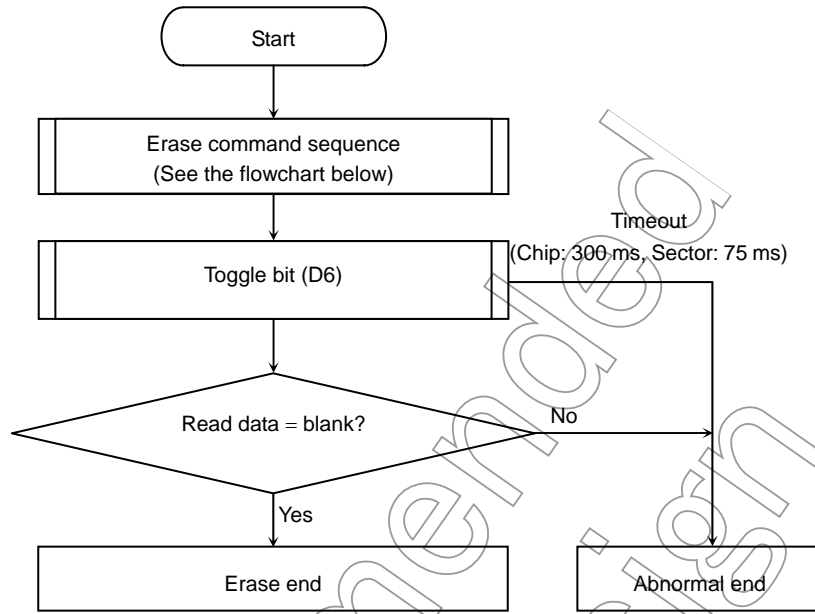 Start
Erase command sequence
(See the flowchart below)
Timeout
(Chip: 300 ms, Sector: 75 ms)
Toggle bit (D6)
Read data = blank?
No
Yes
Erase end
Abnormal end